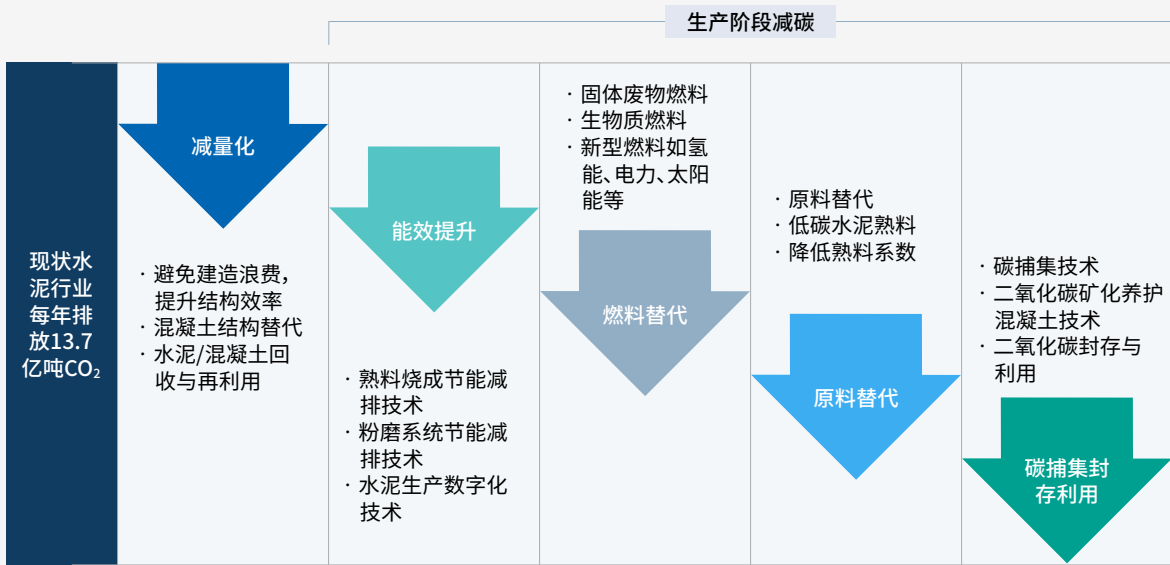 生产阶段减碳
现状水
泥行业
每年排
放13.7
亿吨CO₂
减量化
· 避免建造浪费，
提升结构效率
· 混凝土结构替代
· 水泥/混凝土回
收与再利用
能效提升
· 熟料烧成节能减
排技术
· 粉磨系统节能减
排技术
· 水泥生产数字化
技术
· 固体废物燃料
· 生物质燃料
· 新型燃料如氢
能、电力、太阳
能等
燃料替代
· 原料替代
· 低碳水泥熟料
· 降低熟料系数
原料替代
· 碳捕集技术
· 二氧化碳矿化养护
混凝土技术
· 二氧化碳封存与
利用
碳捕集封
存利用